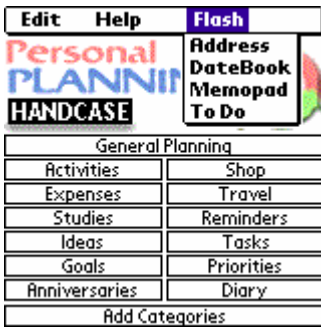 Edit Help Flash
Address
DateBook
Memopad
To Do
Personal
PLANNIN
HANDCASE
General Planning
Activities Shop
Expenses Travel
Studies Reminders
Ideas Tasks
Goals Priorities
Anniversaries Diary
Add Categories